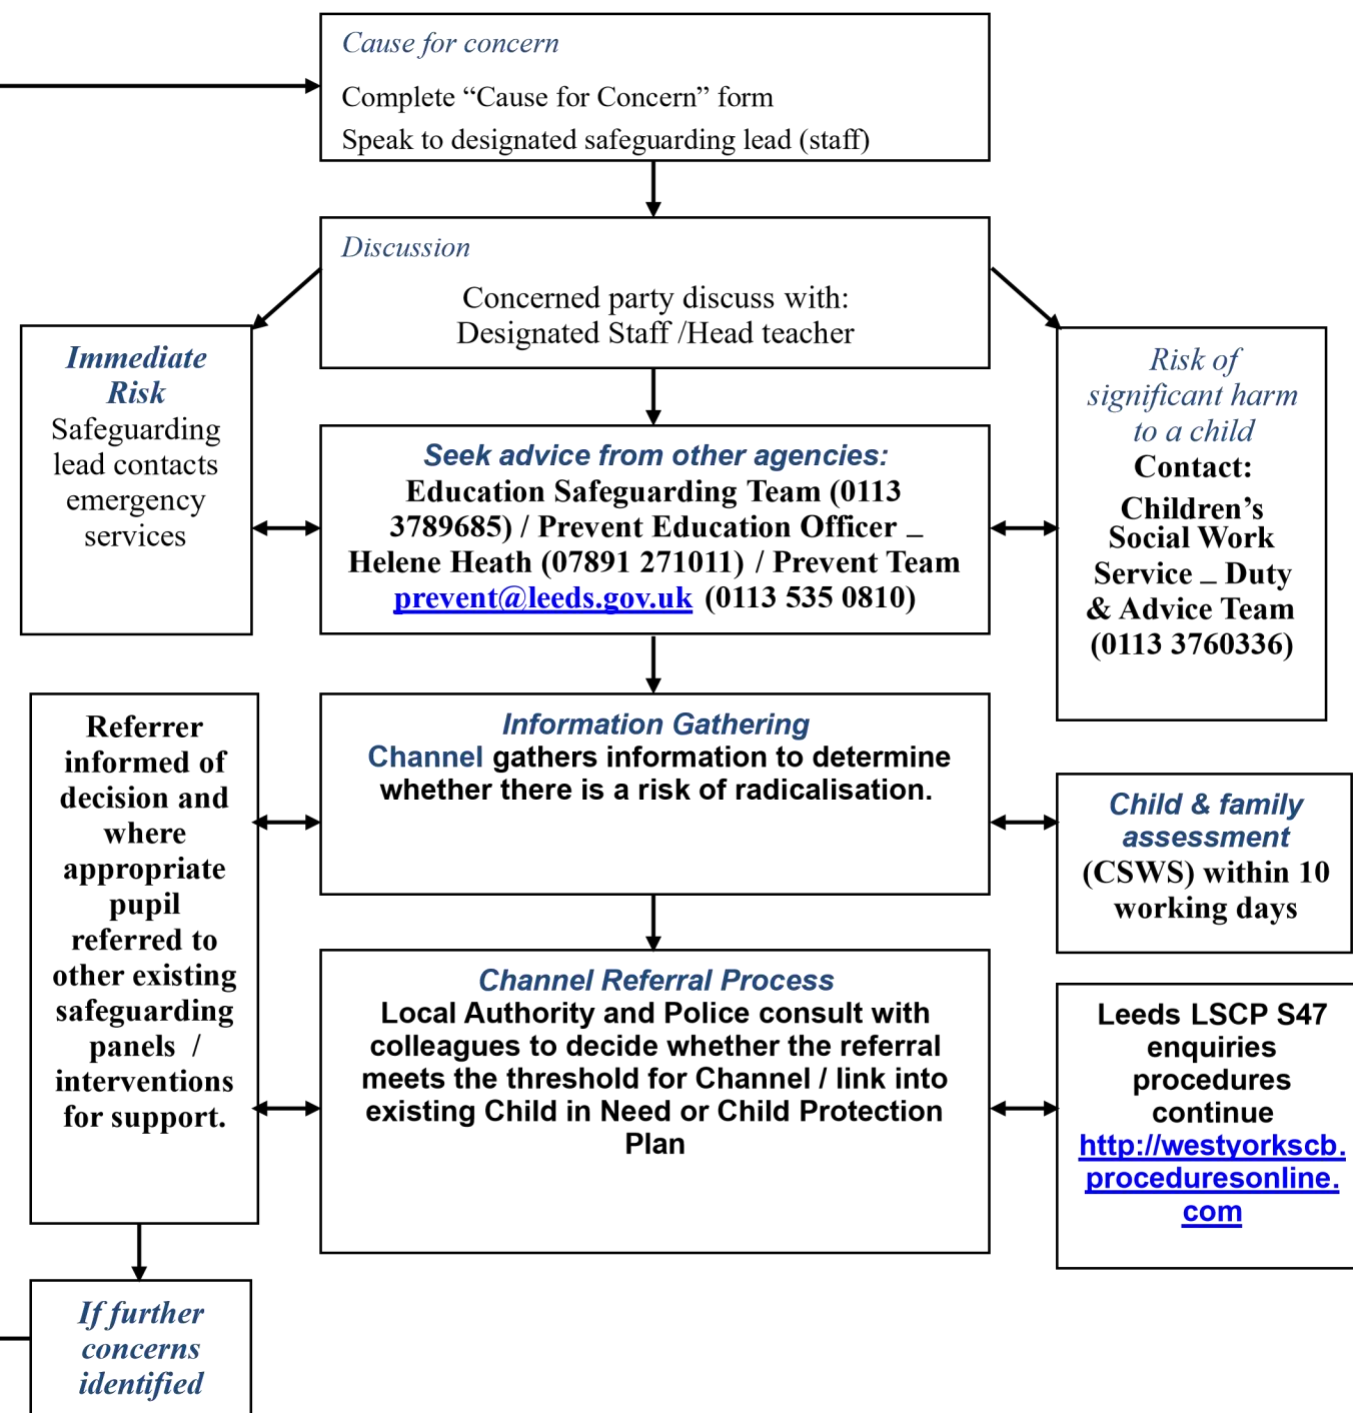 Cause for concern
Complete “Cause for Concern” form
Speak to designated safeguarding lead (staff)
Discussion
Concerned party discuss with:
Designated Staff /Head teacher
Immediate
Risk
Safeguarding
lead contacts
emergency
services
Risk of
significant harm
to a child
Contact:
Children’s
Social Work
Service _ Duty
& Advice Team
(0113 3760336)
Seek advice from other agencies:
Education Safeguarding Team (0113
3789685) / Prevent Education Officer _
Helene Heath (07891 271011) / Prevent Team
prevent@leeds.gov.uk (0113 535 0810)
Referrer
informed of
decision and
where
appropriate
pupil
referred to
other existing
safeguarding
panels /
interventions
for support.
Information Gathering
Channel gathers information to determine
whether there is a risk of radicalisation.
Child & family
assessment
(CSWS) within 10
working days
Channel Referral Process
Local Authority and Police consult with
colleagues to decide whether the referral
meets the threshold for Channel / link into
existing Child in Need or Child Protection
Plan
Leeds LSCP S47
enquiries
procedures
continue
http://westyorkscb.
proceduresonline.
com
If further
concerns
identified